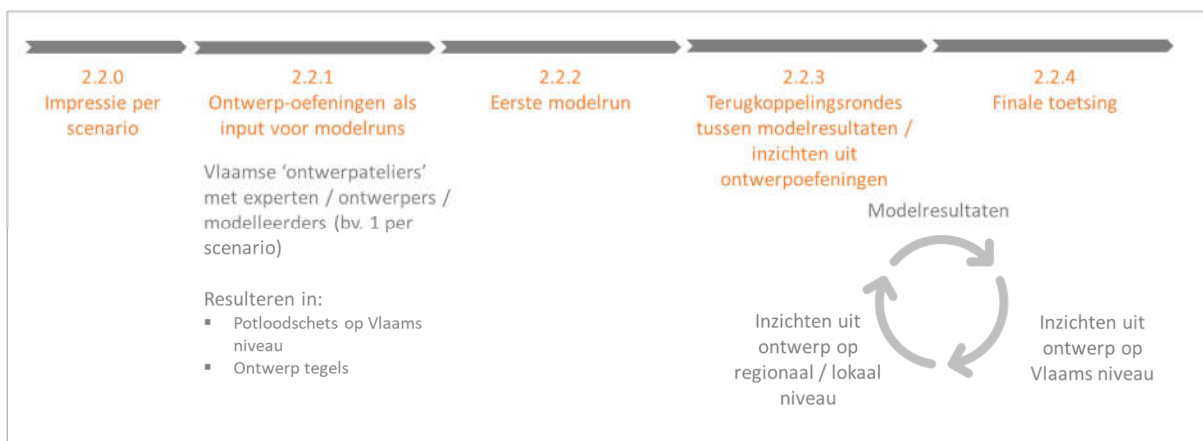 2.2.0
Impressie per
scenario
2.2.1
Ontwerp-oefeningen als
input voor modelruns
Vlaamse ‘ontwerpateliers’
met experten / ontwerpers /
modelleerders (bv. 1 per
scenario)
Resulteren in:
▪ Potloodschets op Vlaams
niveau
▪ Ontwerp tegels
2.2.2
Eerste modelrun
2.2.3
Terugkoppelingsrondes
tussen modelresultaten /
inzichten uit
ontwerpoefeningen
2.2.4
Finale toetsing
Modelresultaten
Inzichten uit
ontwerp op
regionaal / lokaal
niveau
Inzichten uit
ontwerp op
Vlaams niveau